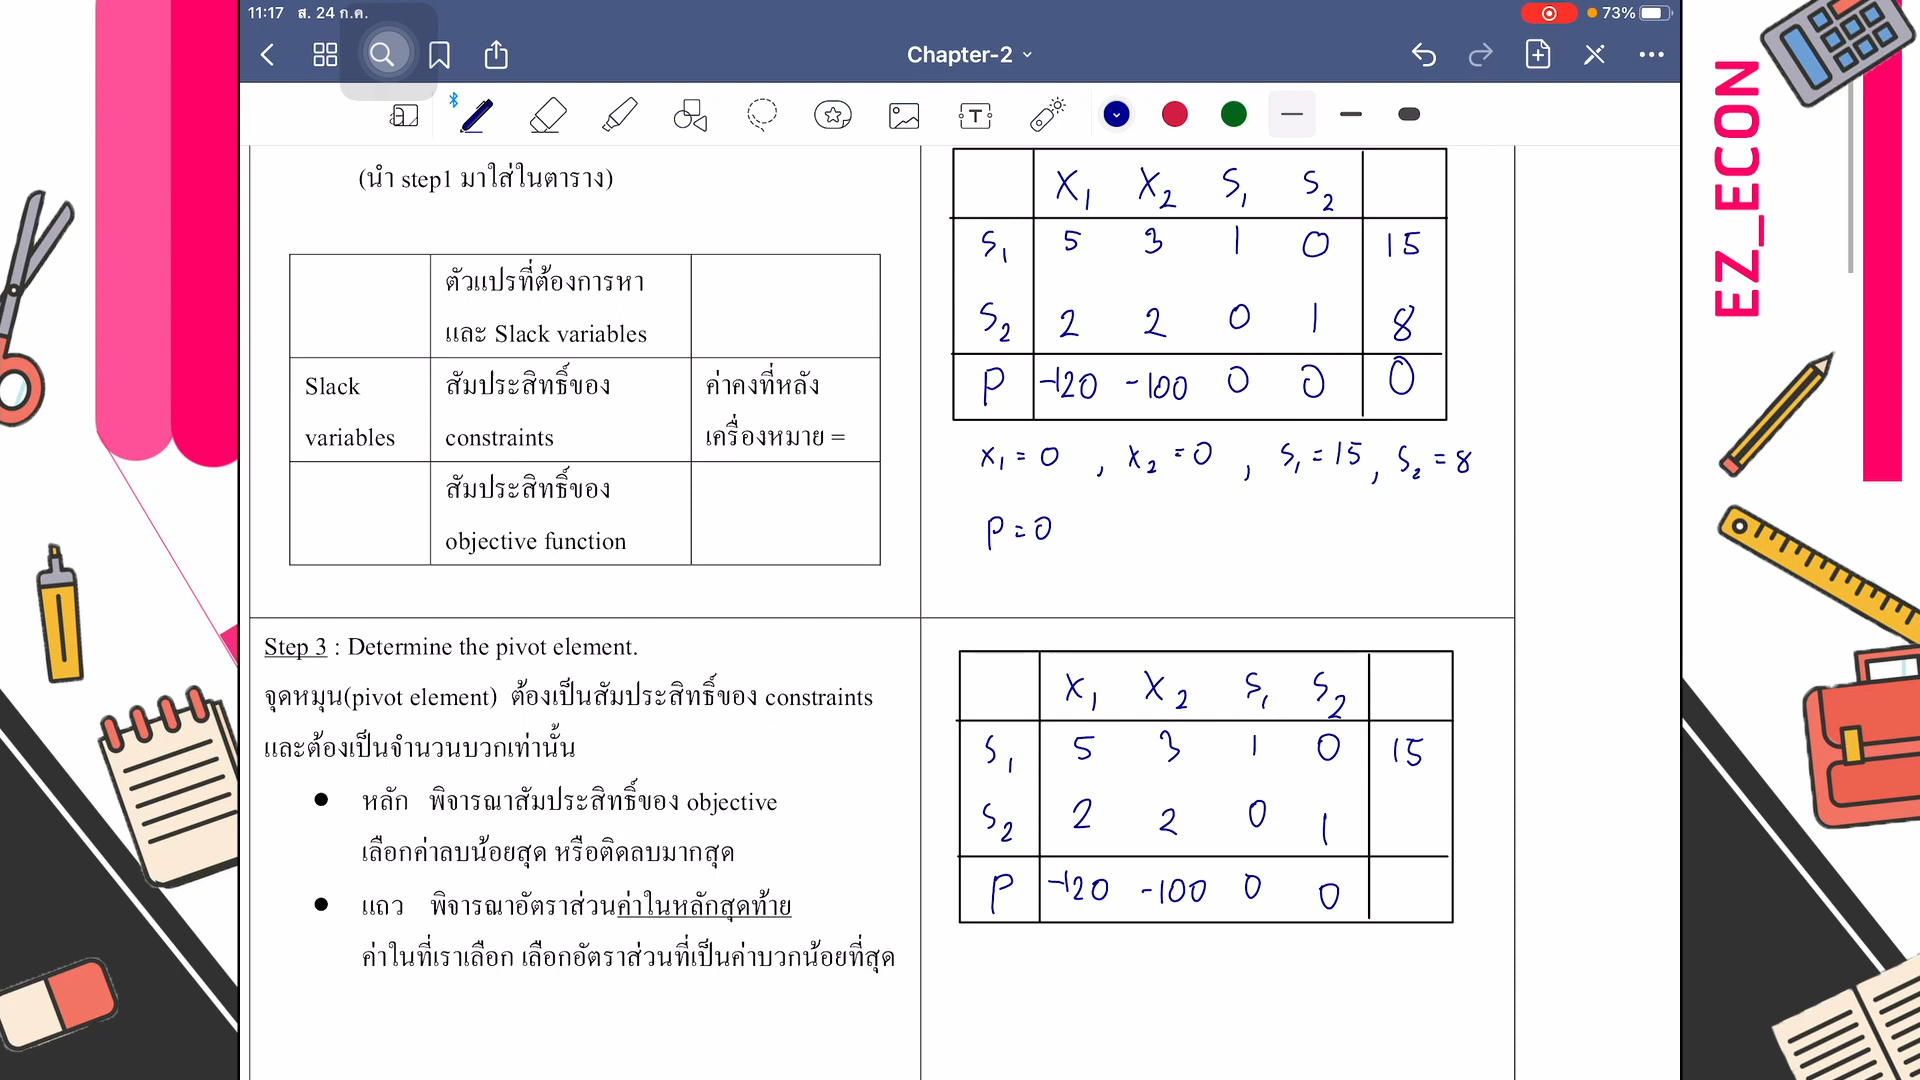 11:17 ส. 24 ก.ค.
73%
Chapter-2
(นำ step1 มาใส่ในตาราง)
ตัวแปรที่ต้องการหา
และ Slack variables
Slack
variables
สัมประสิทธิ์ของ
constraints
ค่าคงที่หลัง
เครื่องหมาย =
สัมประสิทธิ์ของ
objective function
x₁ x₂ s₁ s₂
s₁ 5 3 1 0 15
s₂ 2 2 0 1 8
P -120 -100 0 0 0
x₁ = 0 , x₂ = 0 , s₁ = 15 , s₂ = 8
P = 0
Step 3 : Determine the pivot element.
จุดหมุน(pivot element) ต้องเป็นสัมประสิทธิ์ของ constraints
และต้องเป็นจำนวนบวกเท่านั้น
● หลัก พิจารณาสัมประสิทธิ์ของ objective
เลือกค่าลบน้อยสุด หรือติดลบมากสุด
● แถว พิจารณาอัตราส่วนค่าในหลักสุดท้าย
ค่าในที่เราเลือก เลือกอัตราส่วนที่เป็นค่าบวกน้อยที่สุด
x₁ x₂ s₁ s₂
s₁ 5 3 1 0 15
s₂ 2 2 0 1
P -120 -100 0 0
EZ_ECON